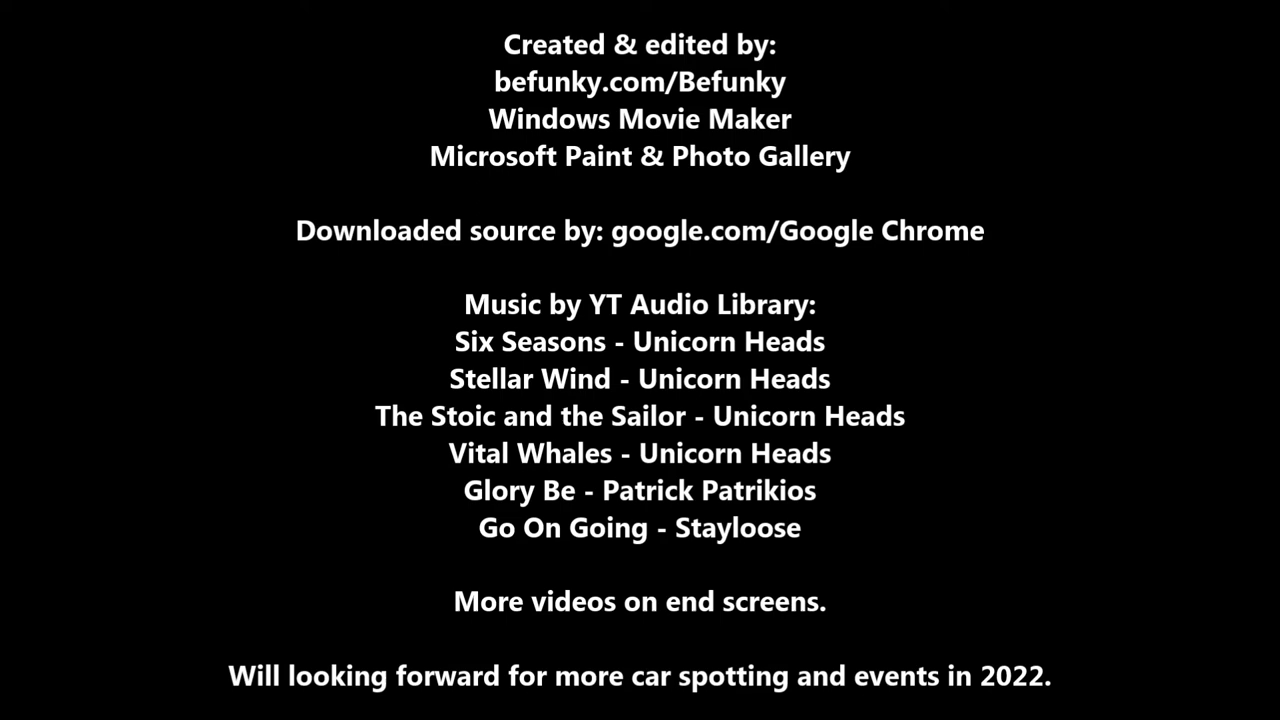 Created & edited by:
befunky.com/Befunky
Windows Movie Maker
Microsoft Paint & Photo Gallery
Downloaded source by: google.com/Google Chrome
Music by YT Audio Library:
Six Seasons - Unicorn Heads
Stellar Wind - Unicorn Heads
The Stoic and the Sailor - Unicorn Heads
Vital Whales - Unicorn Heads
Glory Be - Patrick Patrikios
Go On Going - Stayloose
More videos on end screens.
Will looking forward for more car spotting and events in 2022.